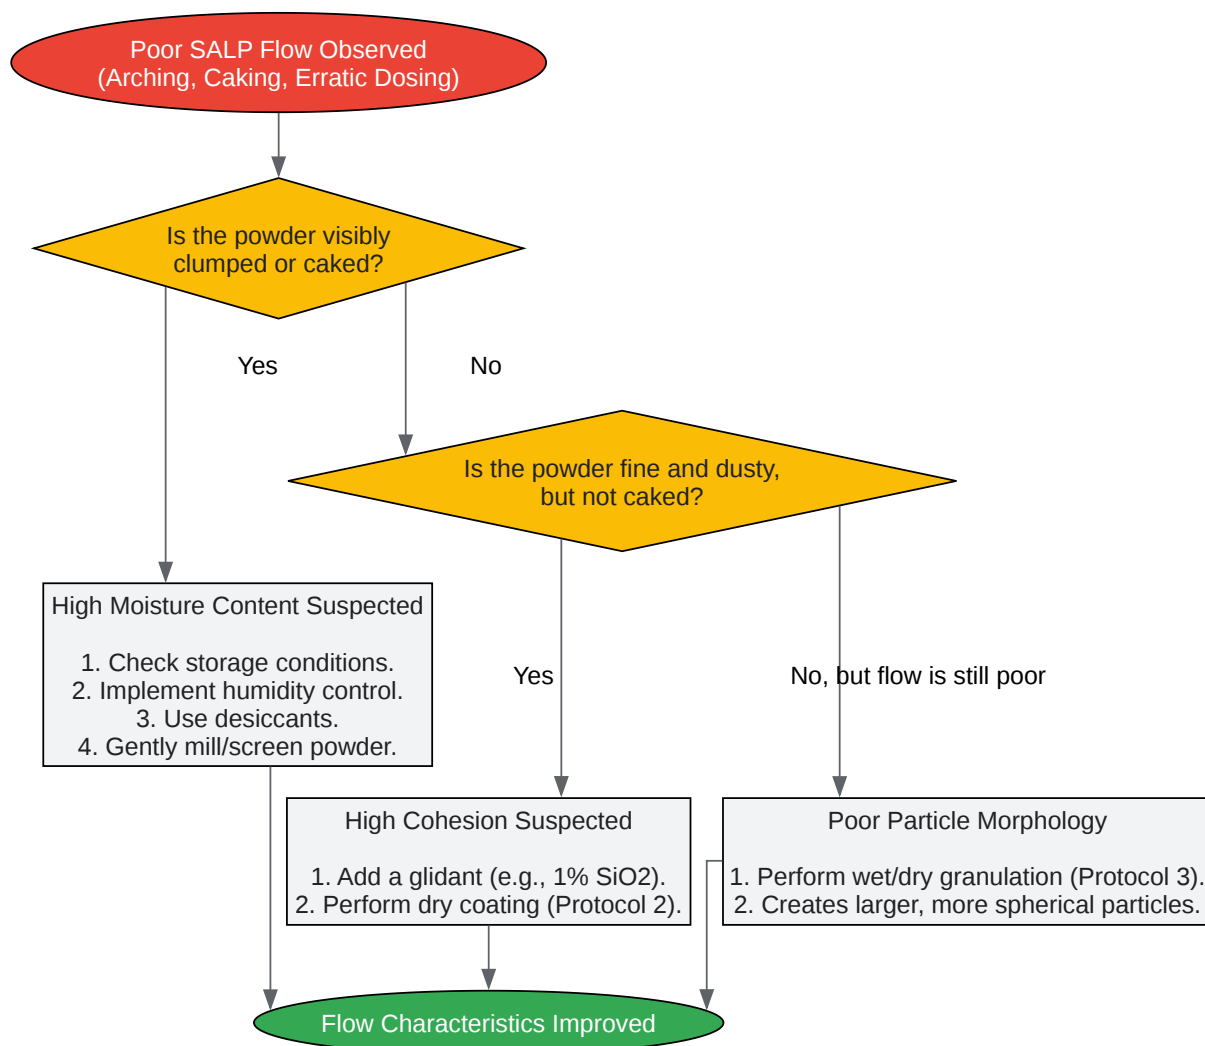 Poor SALP Flow Observed
(Arching, Caking, Erratic Dosing)
Is the powder visibly
clumped or caked?
Yes
No
Is the powder fine and dusty,
but not caked?
High Moisture Content Suspected
1. Check storage conditions.
2. Implement humidity control.
3. Use desiccants.
4. Gently mill/screen powder.
Yes
No, but flow is still poor
High Cohesion Suspected
1. Add a glidant (e.g., 1% SiO2).
2. Perform dry coating (Protocol 2).
Poor Particle Morphology
1. Perform wet/dry granulation (Protocol 3).
2. Creates larger, more spherical particles.
Flow Characteristics Improved